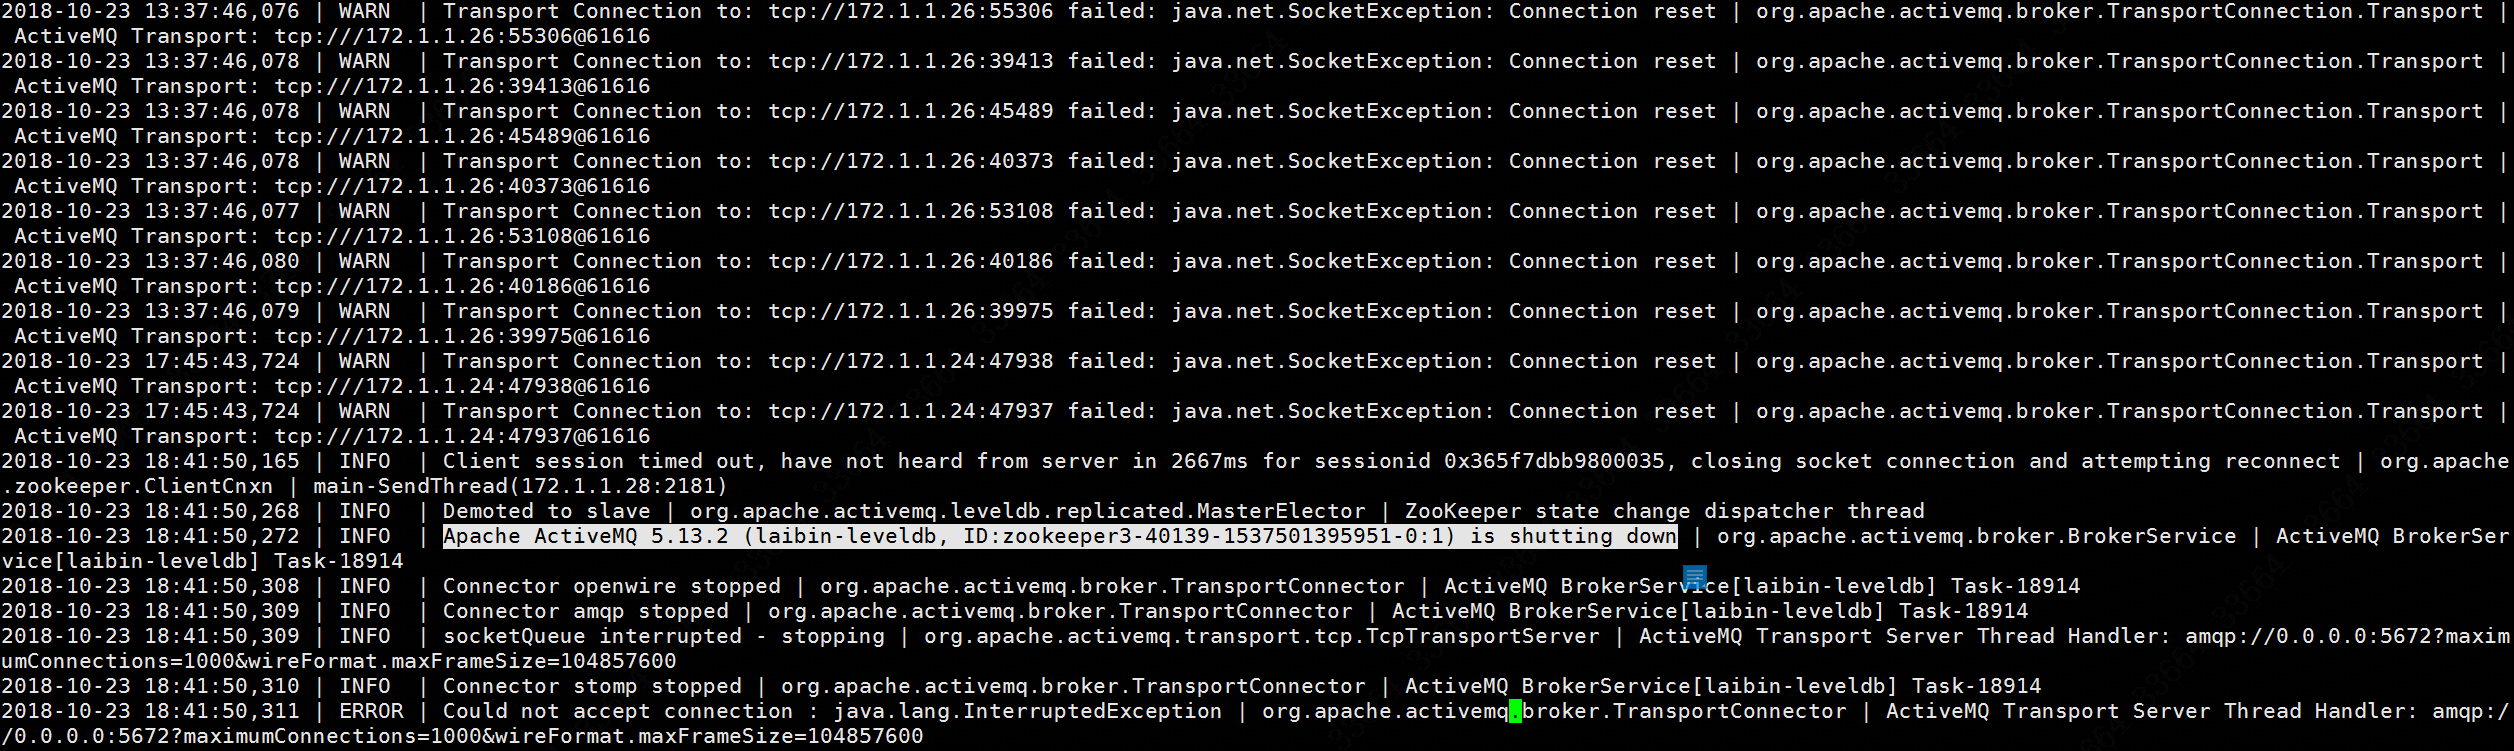 2018-10-23 13:37:46,076 | WARN  | Transport Connection to: tcp://172.1.1.26:55306 failed: java.net.SocketException: Connection reset | org.apache.activemq.broker.TransportConnection.Transport |
 ActiveMQ Transport: tcp:///172.1.1.26:55306@61616
2018-10-23 13:37:46,078 | WARN  | Transport Connection to: tcp://172.1.1.26:39413 failed: java.net.SocketException: Connection reset | org.apache.activemq.broker.TransportConnection.Transport |
 ActiveMQ Transport: tcp:///172.1.1.26:39413@61616
2018-10-23 13:37:46,078 | WARN  | Transport Connection to: tcp://172.1.1.26:45489 failed: java.net.SocketException: Connection reset | org.apache.activemq.broker.TransportConnection.Transport |
 ActiveMQ Transport: tcp:///172.1.1.26:45489@61616
2018-10-23 13:37:46,078 | WARN  | Transport Connection to: tcp://172.1.1.26:40373 failed: java.net.SocketException: Connection reset | org.apache.activemq.broker.TransportConnection.Transport |
 ActiveMQ Transport: tcp:///172.1.1.26:40373@61616
2018-10-23 13:37:46,077 | WARN  | Transport Connection to: tcp://172.1.1.26:53108 failed: java.net.SocketException: Connection reset | org.apache.activemq.broker.TransportConnection.Transport |
 ActiveMQ Transport: tcp:///172.1.1.26:53108@61616
2018-10-23 13:37:46,080 | WARN  | Transport Connection to: tcp://172.1.1.26:40186 failed: java.net.SocketException: Connection reset | org.apache.activemq.broker.TransportConnection.Transport |
 ActiveMQ Transport: tcp:///172.1.1.26:40186@61616
2018-10-23 13:37:46,079 | WARN  | Transport Connection to: tcp://172.1.1.26:39975 failed: java.net.SocketException: Connection reset | org.apache.activemq.broker.TransportConnection.Transport |
 ActiveMQ Transport: tcp:///172.1.1.26:39975@61616
2018-10-23 17:45:43,724 | WARN  | Transport Connection to: tcp://172.1.1.24:47938 failed: java.net.SocketException: Connection reset | org.apache.activemq.broker.TransportConnection.Transport |
 ActiveMQ Transport: tcp:///172.1.1.24:47938@61616
2018-10-23 17:45:43,724 | WARN  | Transport Connection to: tcp://172.1.1.24:47937 failed: java.net.SocketException: Connection reset | org.apache.activemq.broker.TransportConnection.Transport |
 ActiveMQ Transport: tcp:///172.1.1.24:47937@61616
2018-10-23 18:41:50,165 | INFO  | Client session timed out, have not heard from server in 2667ms for sessionid 0x365f7dbb9800035, closing socket connection and attempting reconnect | org.apache
.zookeeper.ClientCnxn | main-SendThread(172.1.1.28:2181)
2018-10-23 18:41:50,268 | INFO  | Demoted to slave | org.apache.activemq.leveldb.replicated.MasterElector | ZooKeeper state change dispatcher thread
2018-10-23 18:41:50,272 | INFO  | Apache ActiveMQ 5.13.2 (laibin-leveldb, ID:zookeeper3-40139-1537501395951-0:1) is shutting down | org.apache.activemq.broker.BrokerService | ActiveMQ BrokerSer
vice[laibin-leveldb] Task-18914
2018-10-23 18:41:50,308 | INFO  | Connector openwire stopped | org.apache.activemq.broker.TransportConnector | ActiveMQ BrokerService[laibin-leveldb] Task-18914
2018-10-23 18:41:50,309 | INFO  | Connector amqp stopped | org.apache.activemq.broker.TransportConnector | ActiveMQ BrokerService[laibin-leveldb] Task-18914
2018-10-23 18:41:50,309 | INFO  | socketQueue interrupted - stopping | org.apache.activemq.transport.tcp.TcpTransportServer | ActiveMQ Transport Server Thread Handler: amqp://0.0.0.0:5672?maxim
umConnections=1000&wireFormat.maxFrameSize=104857600
2018-10-23 18:41:50,310 | INFO  | Connector stomp stopped | org.apache.activemq.broker.TransportConnector | ActiveMQ BrokerService[laibin-leveldb] Task-18914
2018-10-23 18:41:50,311 | ERROR | Could not accept connection : java.lang.InterruptedException | org.apache.activemq.broker.TransportConnector | ActiveMQ Transport Server Thread Handler: amqp:/
/0.0.0.0:5672?maximumConnections=1000&wireFormat.maxFrameSize=104857600